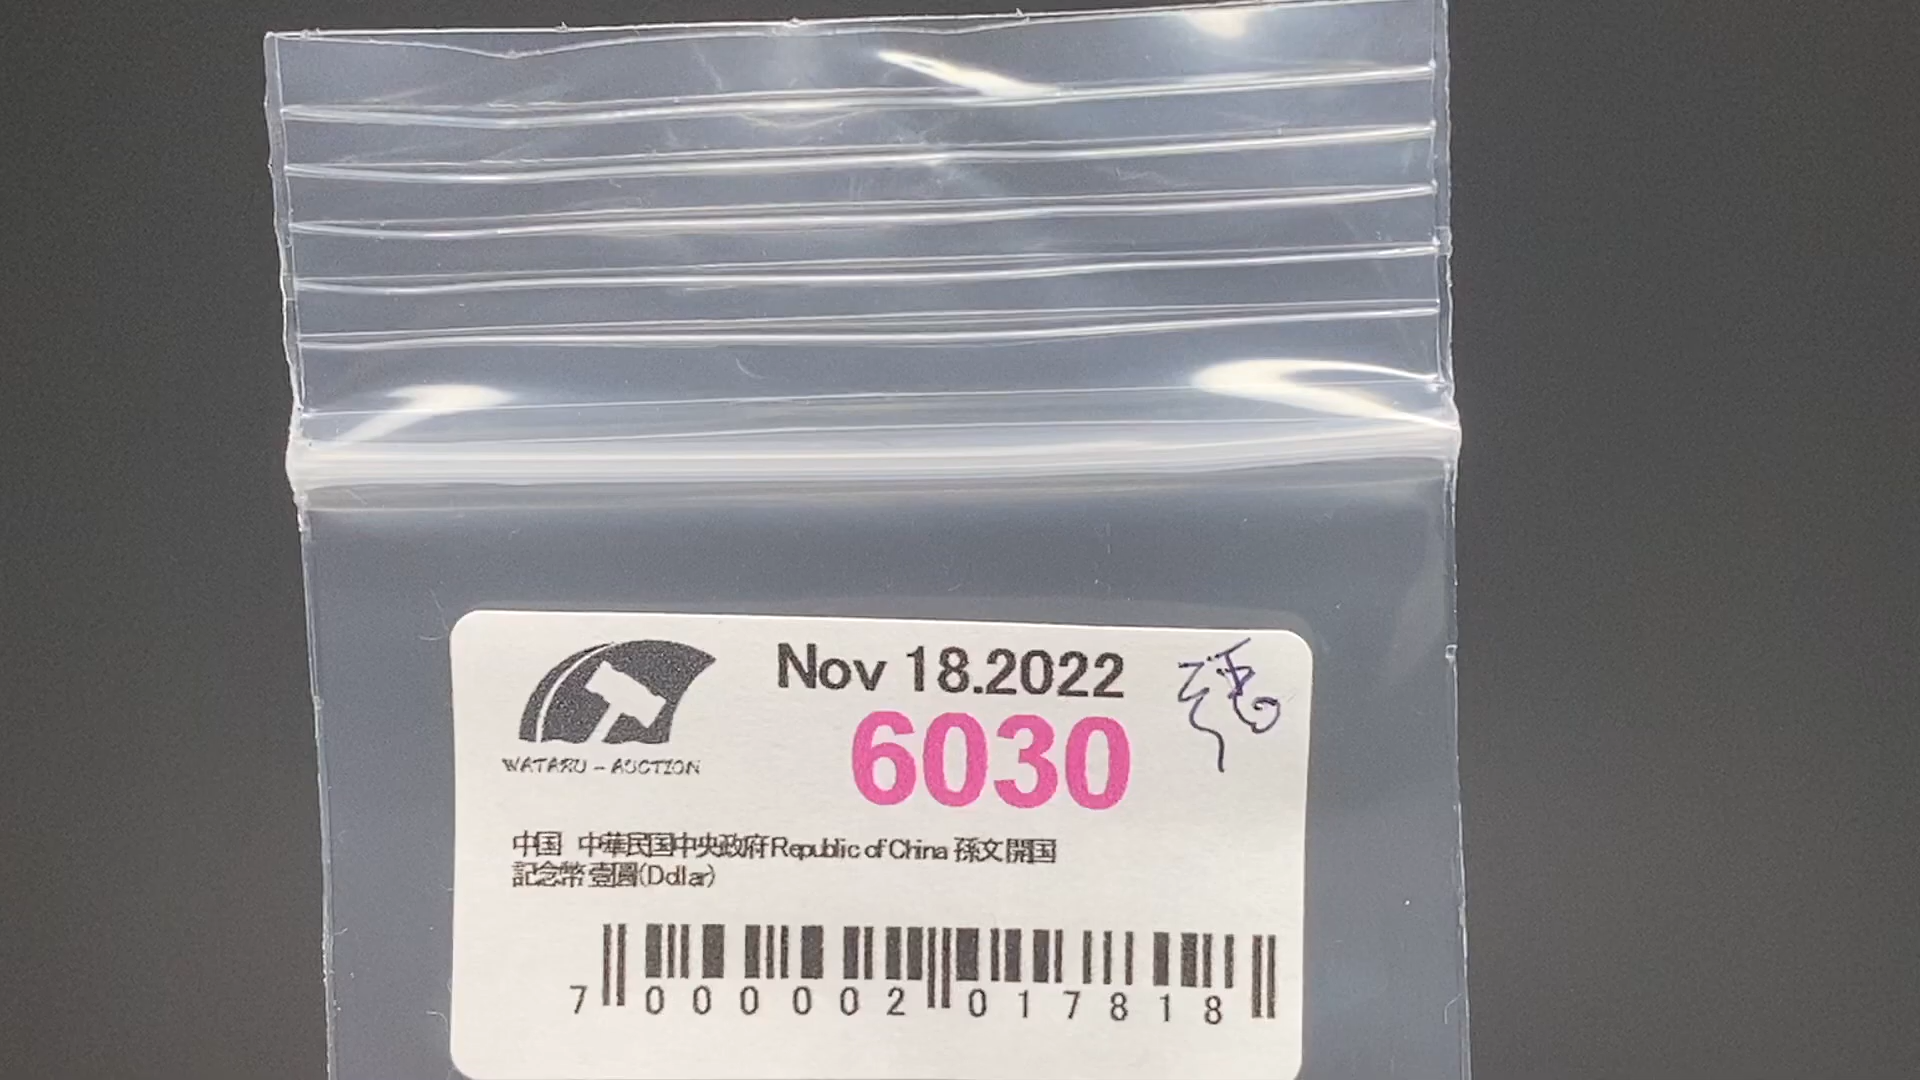 Nov 18.2022
6030
WATARU - AUCTION
中国 中華民国中央政府 Republic of China 孫文 開国
記念幣 壹圓(Dollar)
7 000002 017818